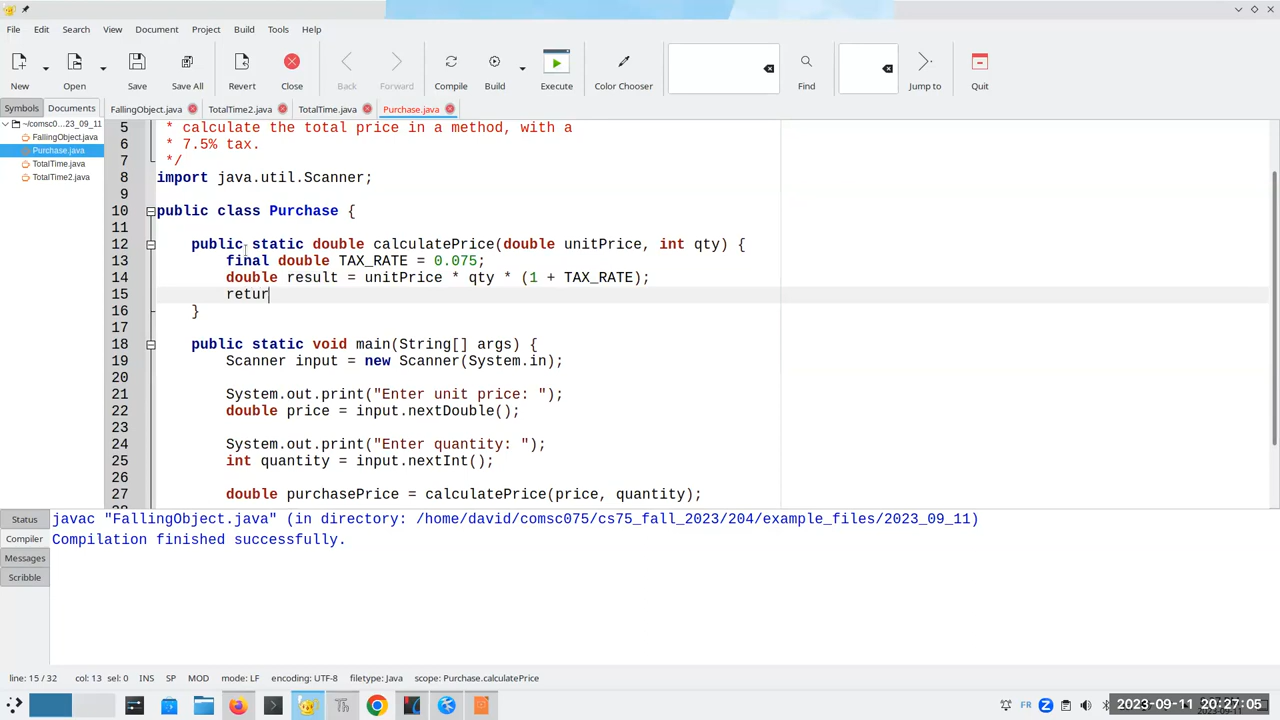 File Edit Search View Document Project Build Tools Help
New Open Save Save All Revert Close Back Forward Compile Build Execute Color Chooser Find Jump to Quit
Symbols Documents FallingObject.java TotalTime2.java TotalTime.java Purchase.java
~/comsc0...23_09_11
FallingObject.java
Purchase.java
TotalTime.java
TotalTime2.java
5 * calculate the total price in a method, with a
6 * 7.5% tax.
7 */
8 import java.util.Scanner;
9
10 public class Purchase {
11
12 public static double calculatePrice(double unitPrice, int qty) {
13 final double TAX_RATE = 0.075;
14 double result = unitPrice * qty * (1 + TAX_RATE);
15 retur
16 }
17
18 public static void main(String[] args) {
19 Scanner input = new Scanner(System.in);
20
21 System.out.print("Enter unit price: ");
22 double price = input.nextDouble();
23
24 System.out.print("Enter quantity: ");
25 int quantity = input.nextInt();
26
27 double purchasePrice = calculatePrice(price, quantity);
Status
Compiler
Messages
Scribble
javac "FallingObject.java" (in directory: /home/david/comsc075/cs75_fall_2023/204/example_files/2023_09_11)
Compilation finished successfully.
line: 15 / 32 col: 13 sel: 0 INS SP MOD mode: LF encoding: UTF-8 filetype: Java scope: Purchase.calculatePrice
Th FR 2023-09-11 20:27:05